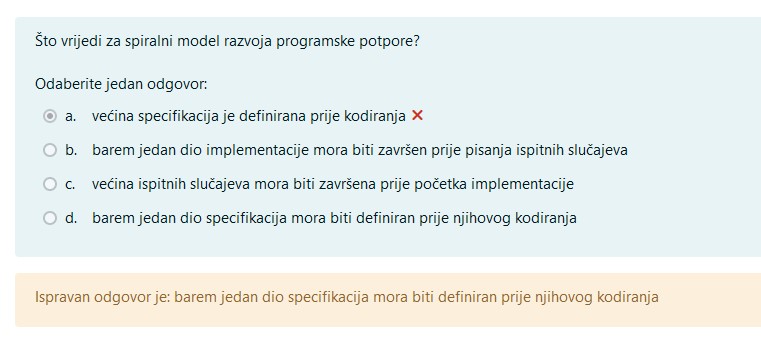 Što vrijedi za spiralni model razvoja programske potpore?
Odaberite jedan odgovor:
a. većina specifikacija je definirana prije kodiranja ✕
b. barem jedan dio implementacije mora biti završen prije pisanja ispitnih slučajeva
c. većina ispitnih slučajeva mora biti završena prije početka implementacije
d. barem jedan dio specifikacija mora biti definiran prije njihovog kodiranja
Ispravan odgovor je: barem jedan dio specifikacija mora biti definiran prije njihovog kodiranja